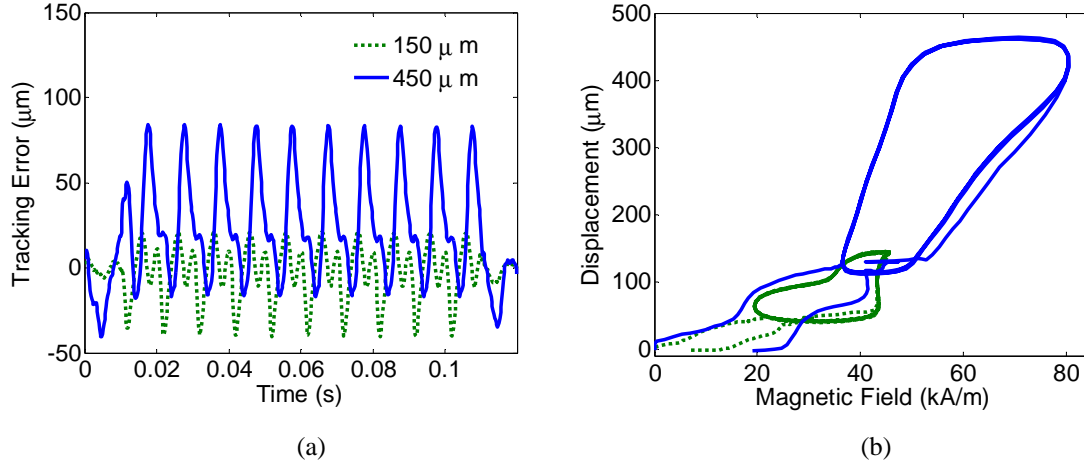 150
100
50
0
-50
Tracking Error (μm)
150 μ m
450 μ m
0
0.02
0.04
0.06
0.08
0.1
Time (s)
(a)
500
400
300
200
100
0
Displacement (μm)
0
20
40
60
80
Magnetic Field (kA/m)
(b)